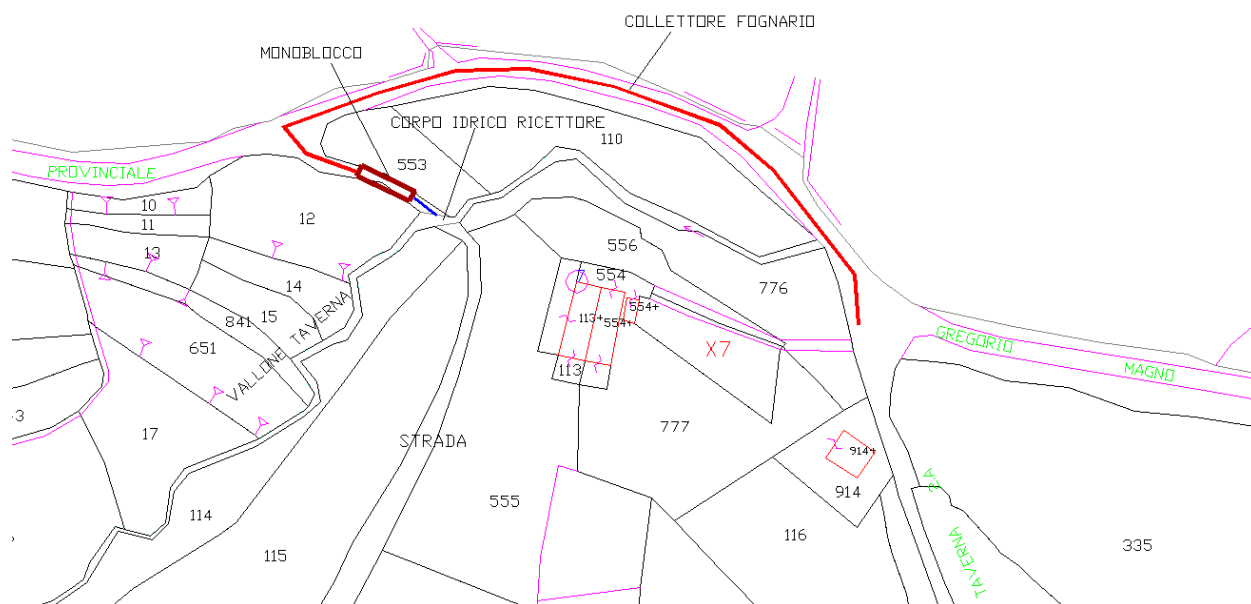 COLLETTORE FOGNARIO
MONOBLOCCO
CORPO IDRICO RICETTORE
110
553
PROVINCIALE
10
11
12
13
14
15
841
651
VALLONE TAVERNA
17
114
115
STRADA
555
556
554
554+
113+
554+
113
776
X7
777
GREGORIO
MAGNO
914+
914
116
335
TAVERNA